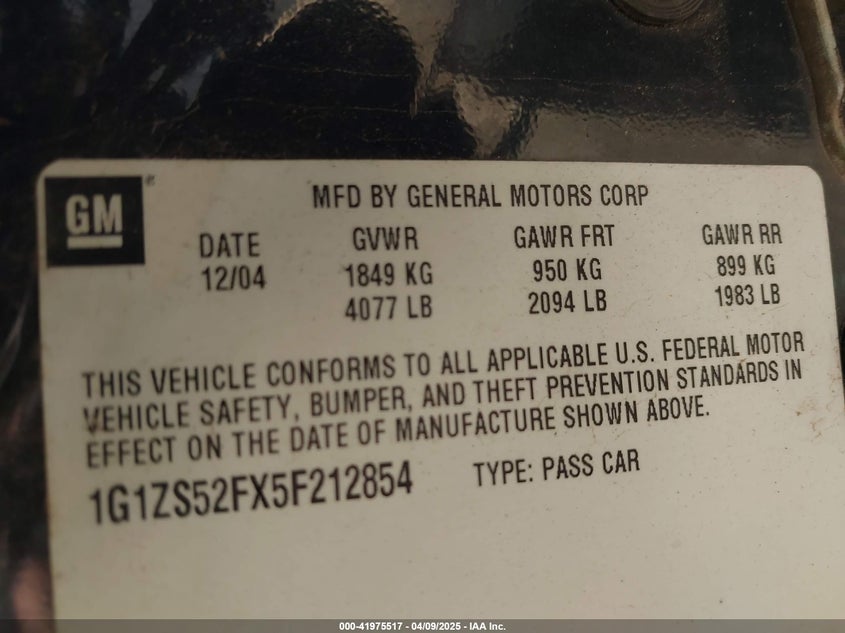 GM®
MFD BY GENERAL MOTORS CORP
DATE GVWR GAWR FRT GAWR RR
12/04 1849 KG 950 KG 899 KG
4077 LB 2094 LB 1983 LB
THIS VEHICLE CONFORMS TO ALL APPLICABLE U.S. FEDERAL MOTOR
VEHICLE SAFETY, BUMPER, AND THEFT PREVENTION STANDARDS IN
EFFECT ON THE DATE OF MANUFACTURE SHOWN ABOVE.
1G1ZS52FX5F212854 TYPE: PASS CAR
000-41975517 - 04/09/2025 - IAA Inc.